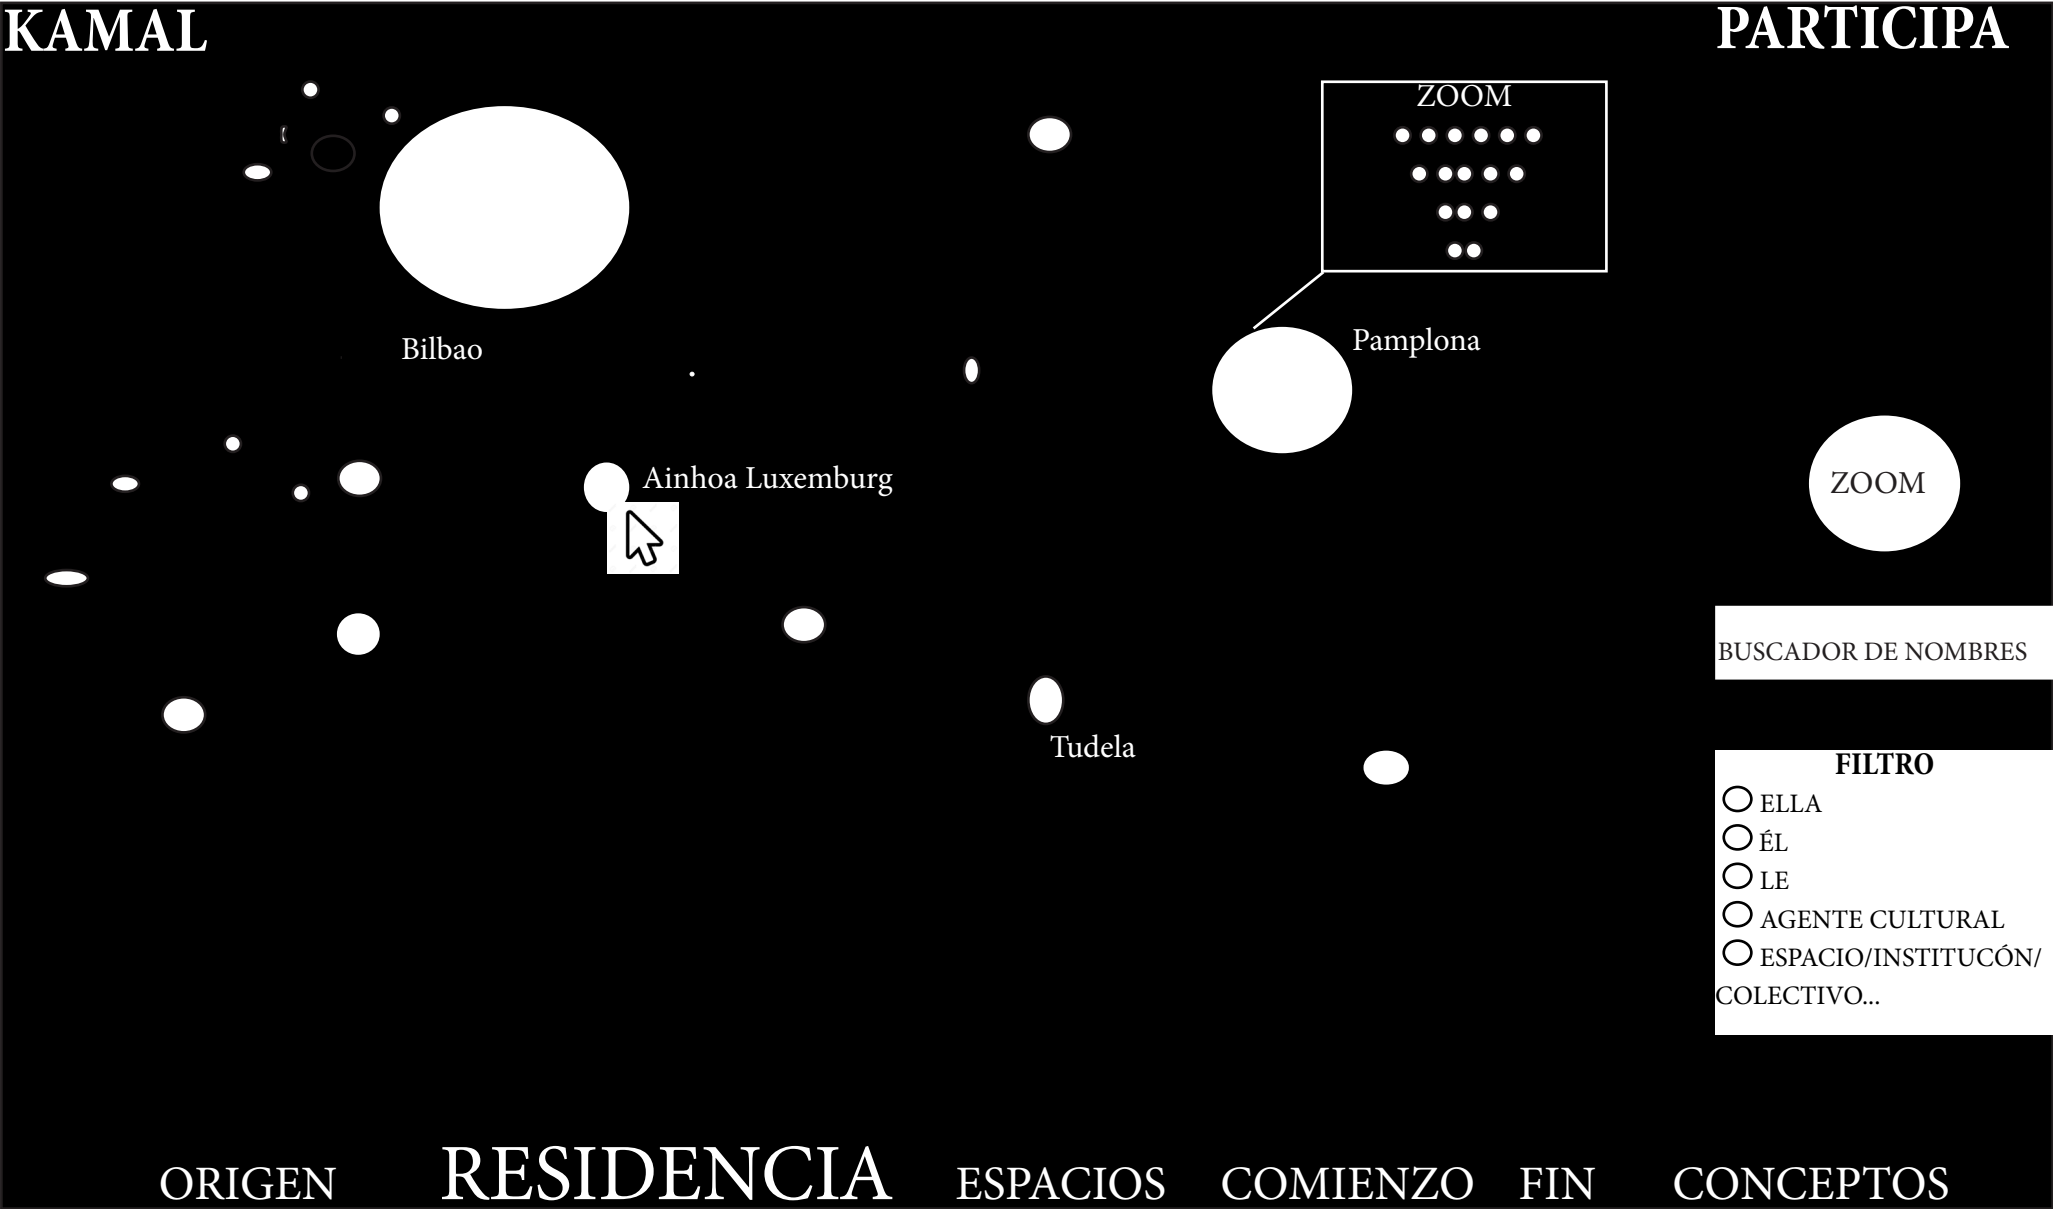 KAMAL
PARTICIPA
ZOOM
Bilbao
Pamplona
Ainhoa Luxemburg
ZOOM
BUSCADOR DE NOMBRES
Tudela
FILTRO
ELLA
ÉL
LE
AGENTE CULTURAL
ESPACIO/INSTITUCÓN/
COLECTIVO...
ORIGEN RESIDENCIA ESPACIOS COMIENZO FIN CONCEPTOS